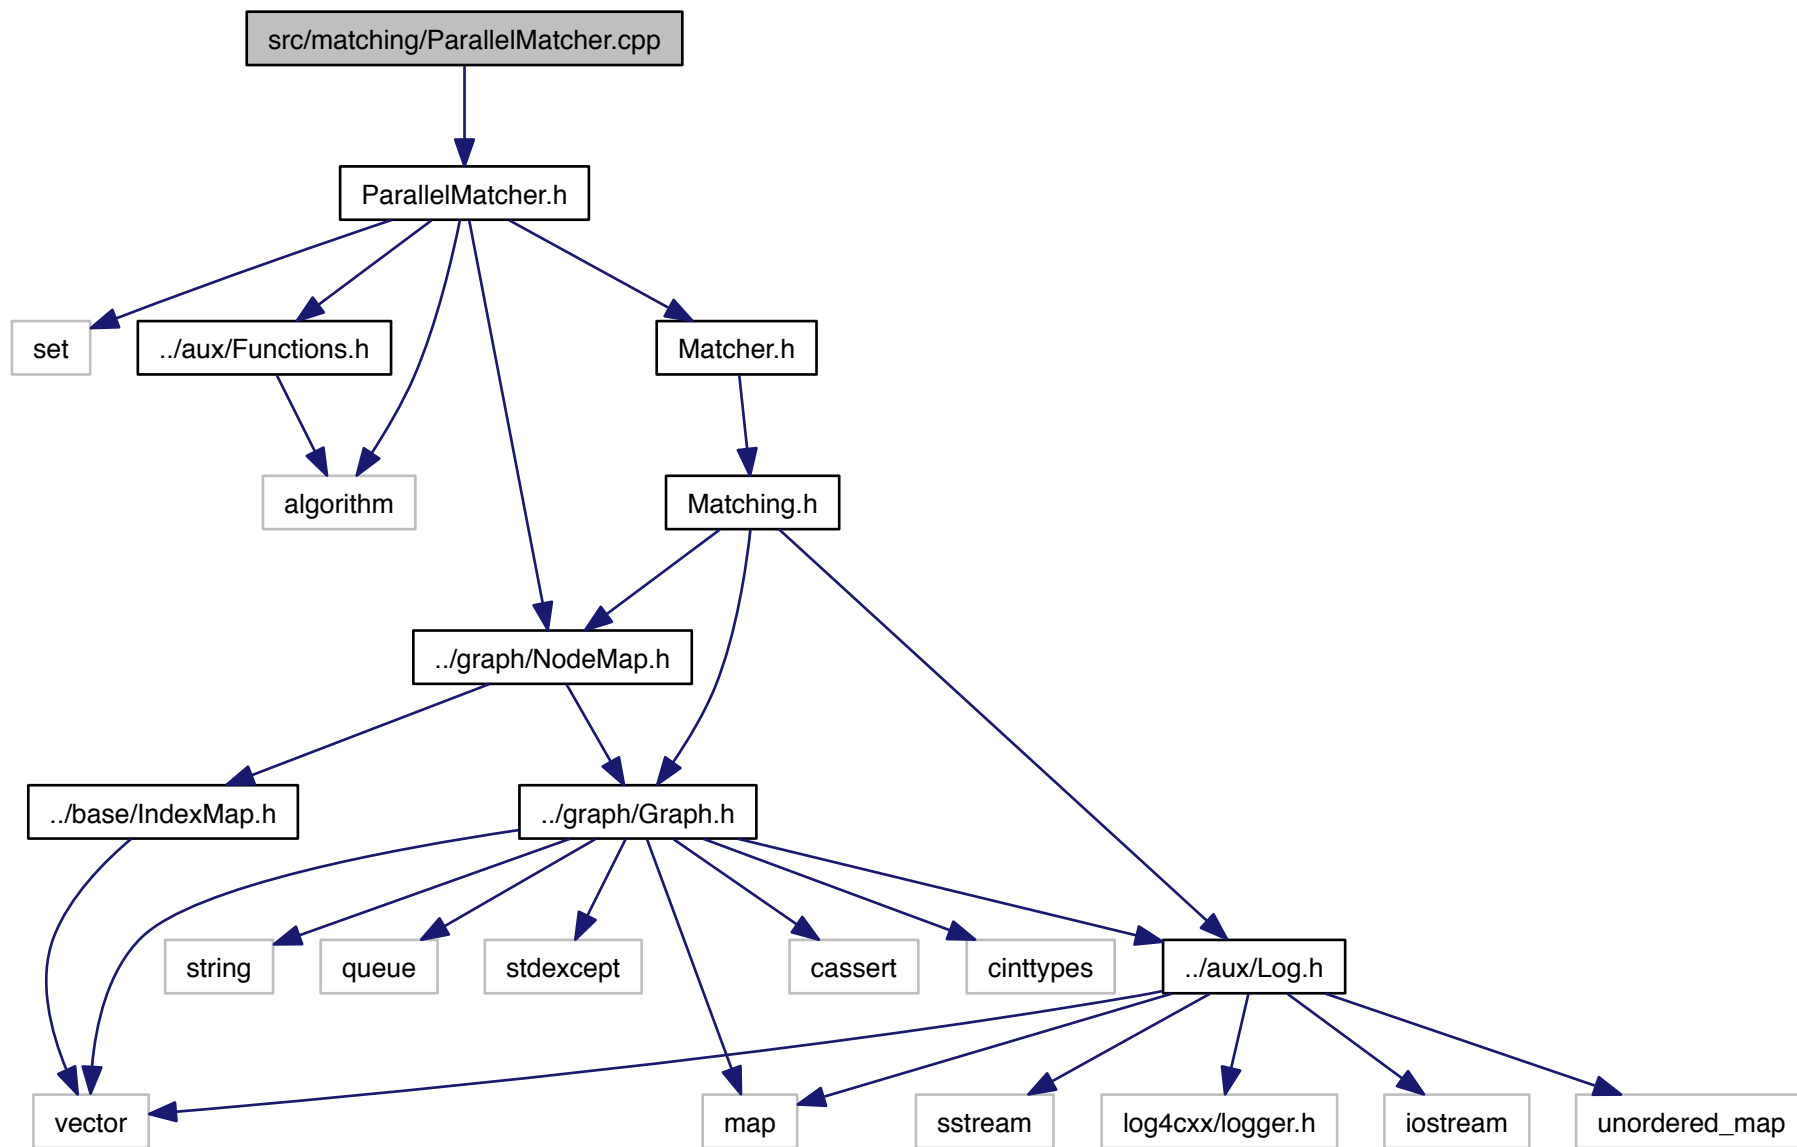 src/matching/ParallelMatcher.cpp
ParallelMatcher.h
set
../aux/Functions.h
Matcher.h
algorithm
Matching.h
../graph/NodeMap.h
../base/IndexMap.h
../graph/Graph.h
string
queue
stdexcept
cassert
cinttypes
../aux/Log.h
vector
map
sstream
log4cxx/logger.h
iostream
unordered_map